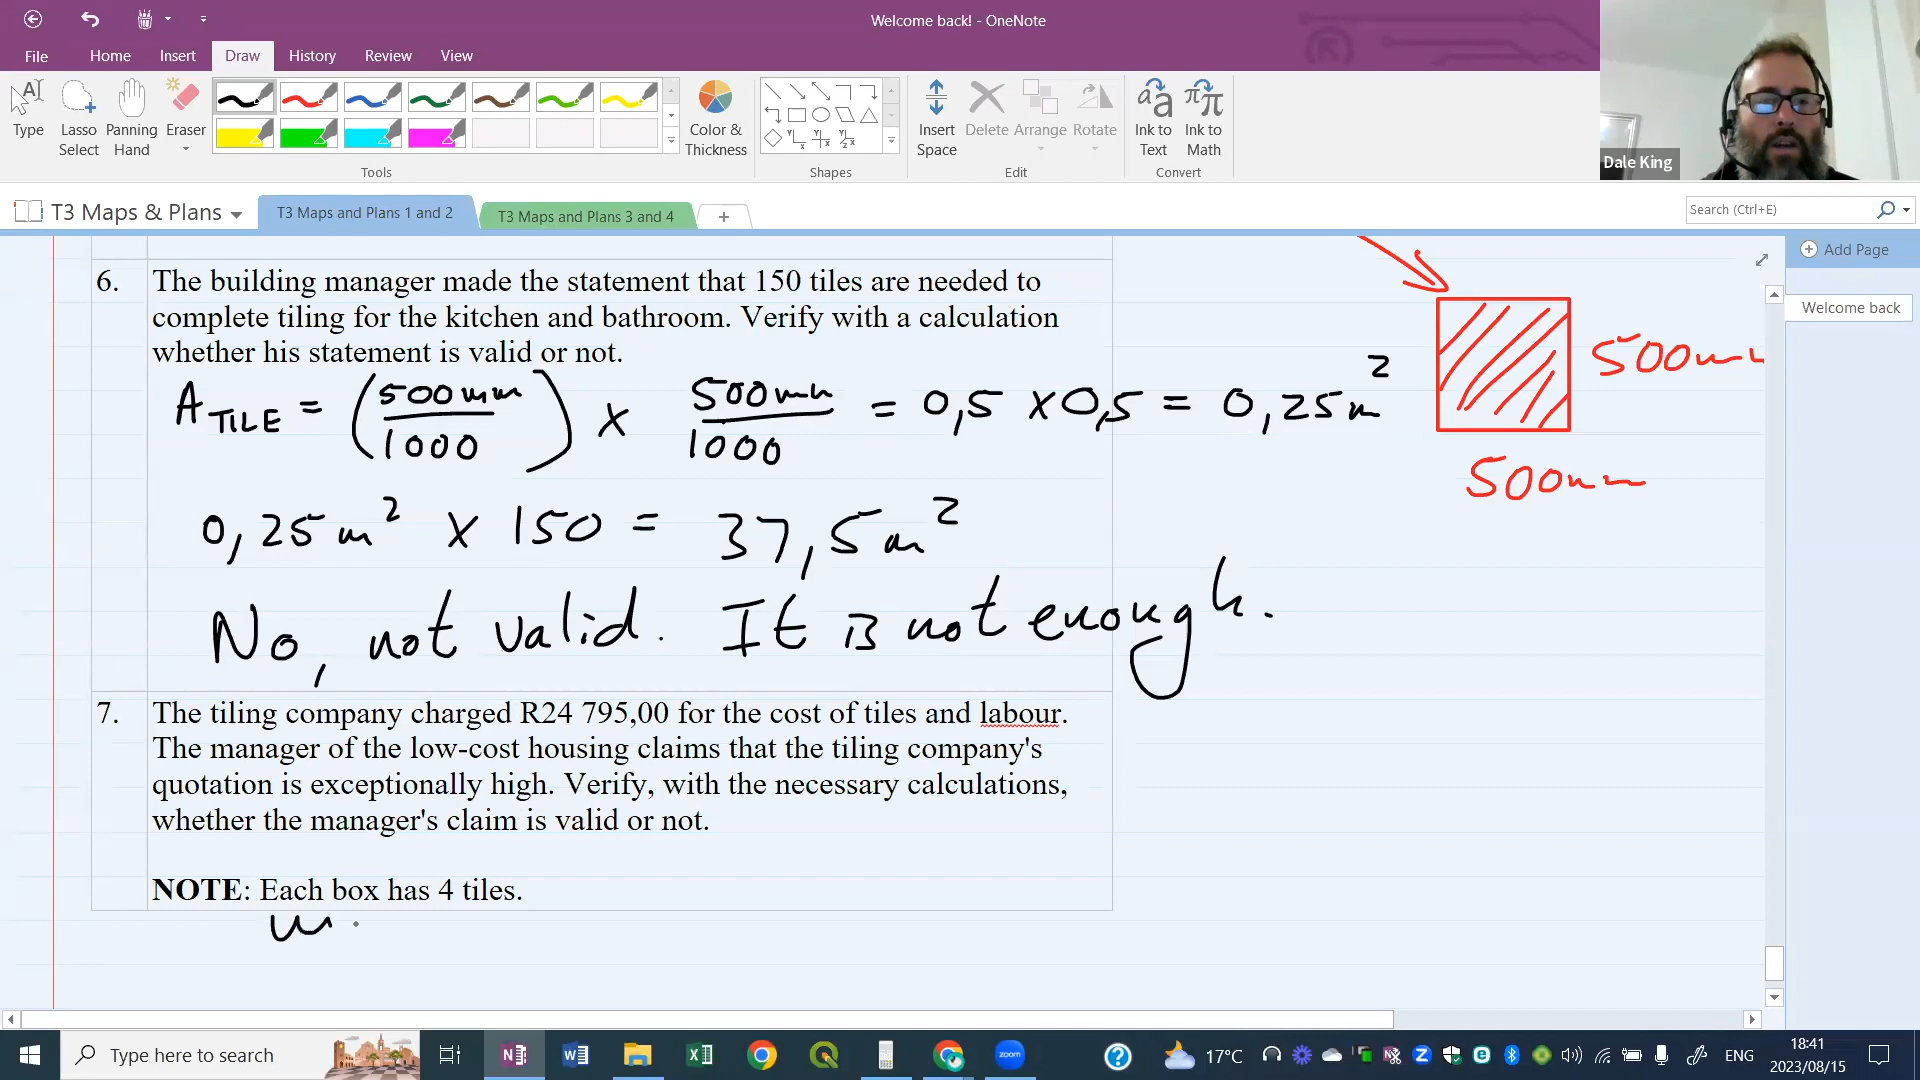 Welcome back! - OneNote
File Home Insert Draw History Review View
Type
Lasso Select
Panning Hand
Eraser
Color & Thickness
Insert Space
Delete
Arrange
Rotate
Ink to Text
Ink to Math
Tools
Shapes
Edit
Convert
Dale King
T3 Maps & Plans
T3 Maps and Plans 1 and 2
T3 Maps and Plans 3 and 4
Search (Ctrl+E)
Add Page
Welcome back
6. The building manager made the statement that 150 tiles are needed to
complete tiling for the kitchen and bathroom. Verify with a calculation
whether his statement is valid or not.
A TILE = (500mm/1000) x 500mm/1000 = 0,5 x 0,5 = 0,25m²
500mm
500mm
0,25m² x 150 = 37,5m²
No, not valid. It is not enough.
7. The tiling company charged R24 795,00 for the cost of tiles and labour.
The manager of the low-cost housing claims that the tiling company's
quotation is exceptionally high. Verify, with the necessary calculations,
whether the manager's claim is valid or not.
NOTE: Each box has 4 tiles.
Type here to search
zoom
17°C
ENG
18:41
2023/08/15